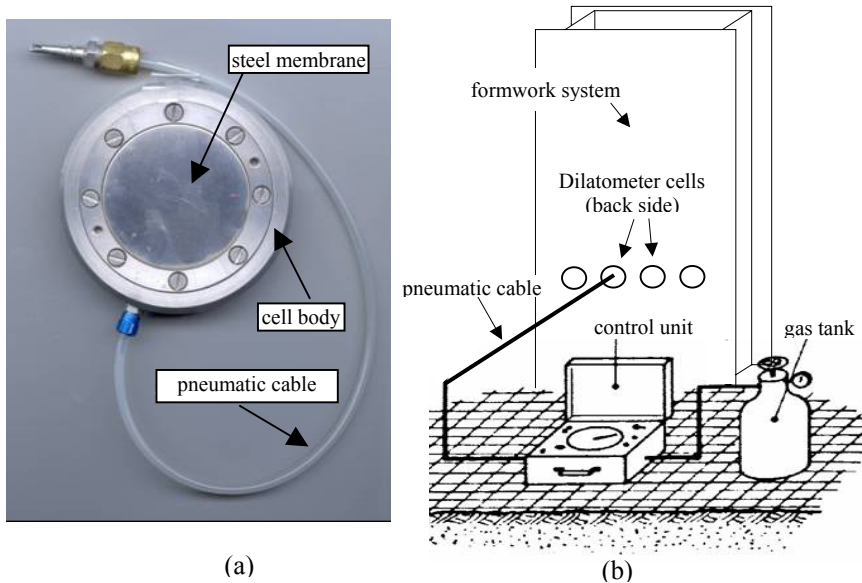 steel membrane
cell body
pneumatic cable
(a)
formwork system
Dilatometer cells
(back side)
pneumatic cable
control unit
gas tank
(b)